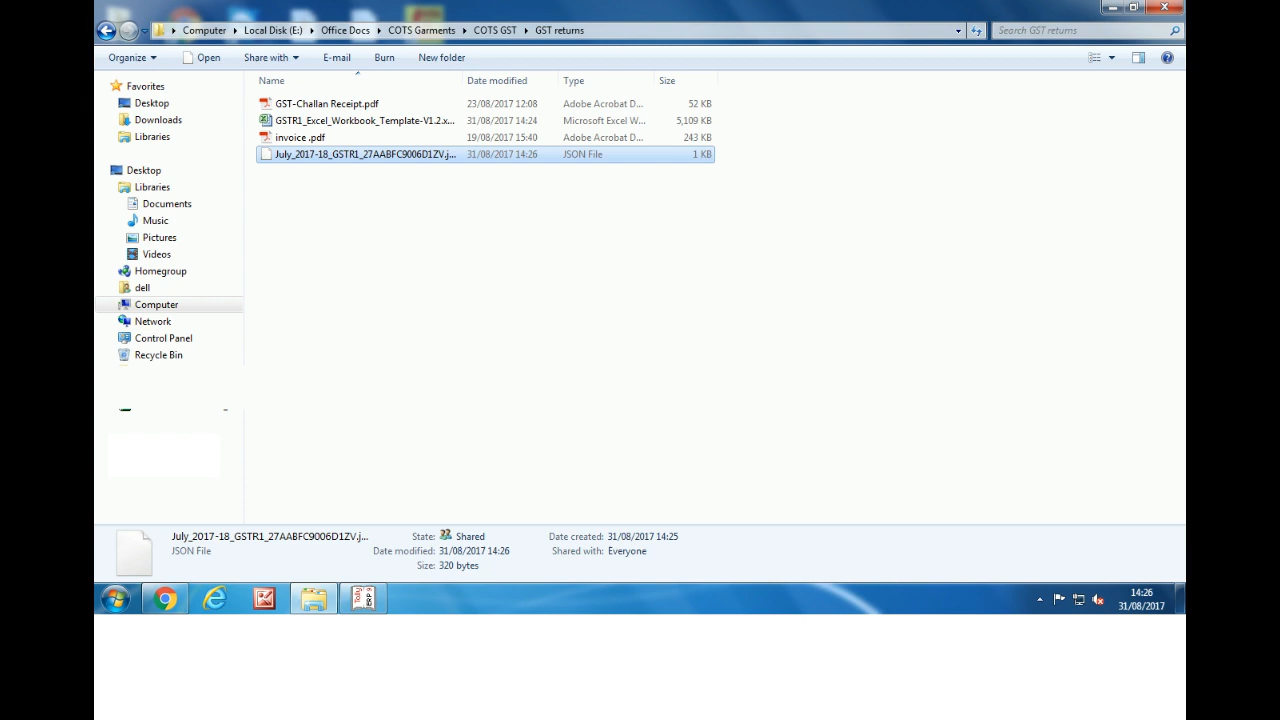 Computer Local Disk (E:) Office Docs COTS Garments COTS GST GST returns Search GST returns
Organize Open Share with E-mail Burn New folder
Name Date modified Type Size
Favorites
Desktop
Downloads
Libraries
Desktop
Libraries
Documents
Music
Pictures
Videos
Homegroup
dell
Computer
Network
Control Panel
Recycle Bin
GST-Challan Receipt.pdf 23/08/2017 12:08 Adobe Acrobat D... 52 KB
GSTR1_Excel_Workbook_Template-V1.2.x... 31/08/2017 14:24 Microsoft Excel W... 5,109 KB
invoice .pdf 19/08/2017 15:40 Adobe Acrobat D... 243 KB
July_2017-18_GSTR1_27AABFC9006D1ZV.j... 31/08/2017 14:26 JSON File 1 KB
July_2017-18_GSTR1_27AABFC9006D1ZV.j... State: Shared Date created: 31/08/2017 14:25
JSON File Date modified: 31/08/2017 14:26 Shared with: Everyone
Size: 320 bytes
14:26
31/08/2017